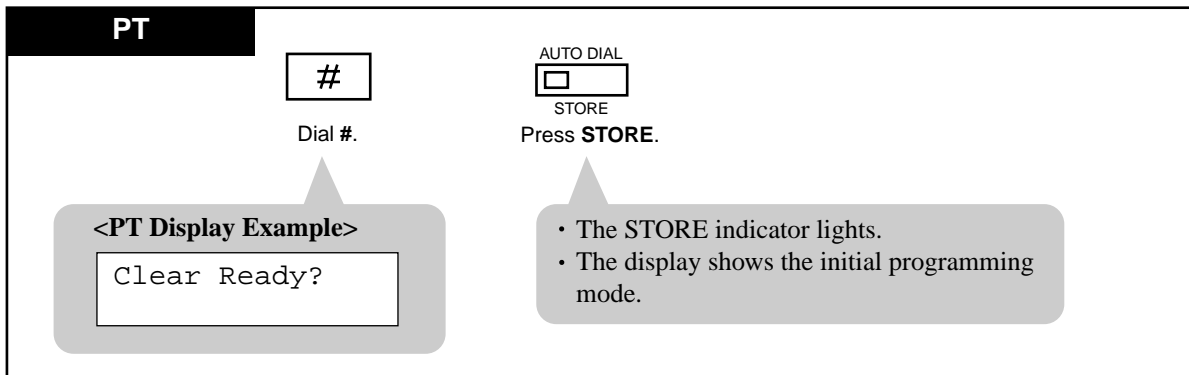 PT
#
AUTO DIAL
STORE
Dial #.
Press STORE.
<PT Display Example>
Clear Ready?
・The STORE indicator lights.
・The display shows the initial programming
mode.